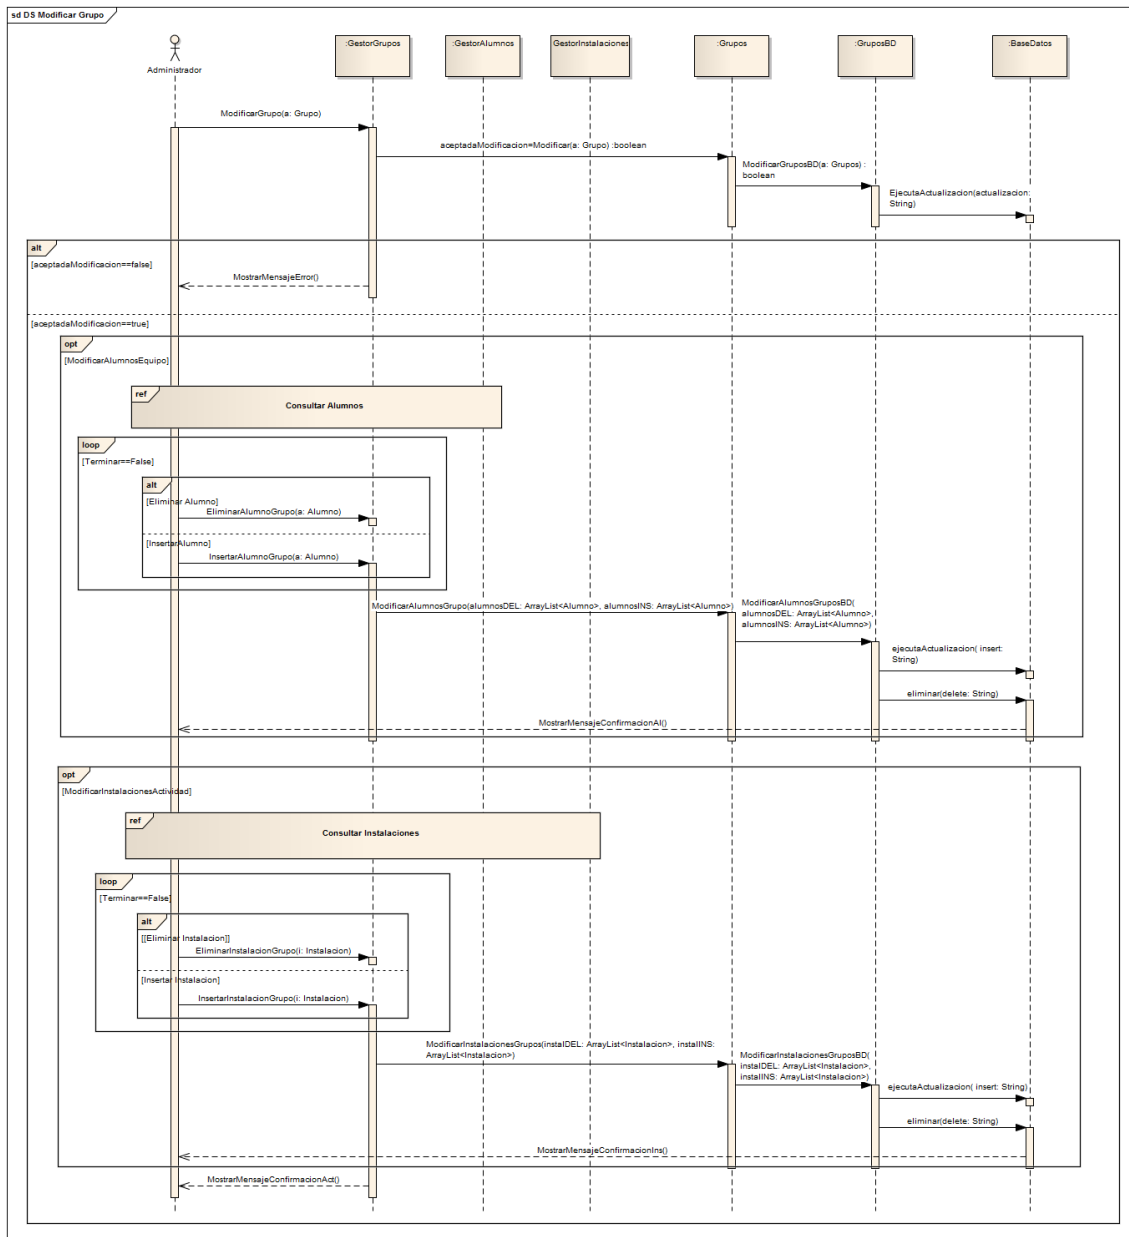 sd DS Modificar Grupo
Administrador
:GestorGrupos
:GestorAlumnos
GestorInstalaciones
:Grupos
:GruposBD
:BaseDatos
ModificarGrupo(a: Grupo)
aceptadaModificacion=Modificar(a: Grupo) :boolean
ModificarGruposBD(a: Grupos) :
boolean
EjecutaActualizacion(actualizacion:
String)
alt
[aceptadaModificacion==false]
MostrarMensajeError()
[aceptadaModificacion==true]
opt
[ModificarAlumnosEquipo]
ref
Consultar Alumnos
loop
[Terminar==False]
alt
[Eliminar Alumno]
EliminarAlumnoGrupo(a: Alumno)
[InsertarAlumno]
InsertarAlumnoGrupo(a: Alumno)
ModificarAlumnosGrupo(alumnosDEL: ArrayList<Alumno>, alumnosINS: ArrayList<Alumno>)
ModificarAlumnosGruposBD(
alumnosDEL: ArrayList<Alumno>,
alumnosINS: ArrayList<Alumno>)
ejecutaActualizacion( insert:
String)
eliminar(delete: String)
MostrarMensajeConfirmacionAl()
opt
[ModificarInstalacionesActividad]
ref
Consultar Instalaciones
loop
[Terminar==False]
alt
[[Eliminar Instalacion]]
EliminarInstalacionGrupo(i: Instalacion)
[Insertar Instalacion]
InsertarInstalacionGrupo(i: Instalacion)
ModificarInstalacionesGrupos(instalDEL: ArrayList<Instalacion>, instalINS:
ArrayList<Instalacion>)
ModificarInstalacionesGruposBD(
instalDEL: ArrayList<Instalacion>,
instalINS: ArrayList<Instalacion>)
ejecutaActualizacion( insert: String)
eliminar(delete: String)
MostrarMensajeConfirmacionIns()
MostrarMensajeConfirmacionAct()